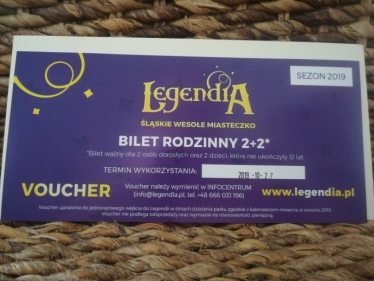 SEZON 2019
LEGENDIA
ŚLĄSKIE WESOŁE MIASTECZKO
BILET RODZINNY 2+2*
*Bilet ważny dla 2 osób dorosłych oraz 2 dzieci, które nie ukończyły 12 lat.
TERMIN WYKORZYSTANIA: 2019 -10- 27
VOUCHER
Voucher należy wymienić w INFOCENTRUM
(info@legendia.pl, tel. +48 666 031 196)
www.legendia.pl
Voucher uprawnia do jednorazowego wejścia do Legendii w dniach działania parku zgodnie z kalendarzem otwarcia w sezonie 2019.
Voucher nie podlega odsprzedaży oraz wymianie na równowartość pieniężną.